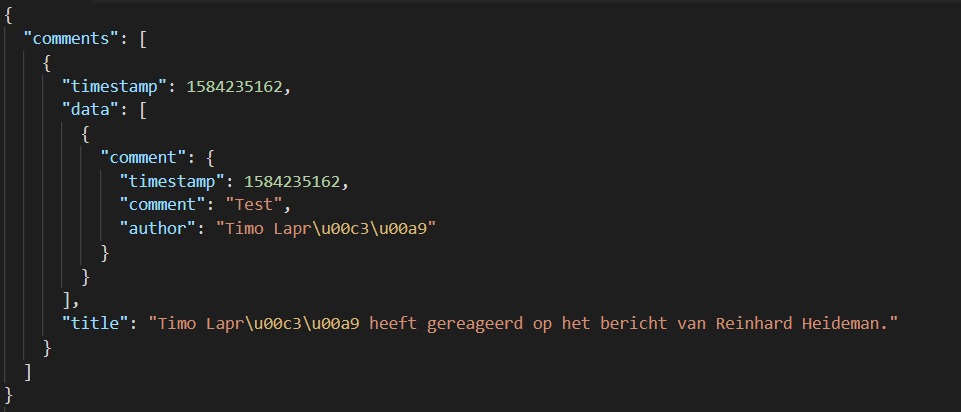 {
  "comments": [
    {
      "timestamp": 1584235162,
      "data": [
        {
          "comment": {
            "timestamp": 1584235162,
            "comment": "Test",
            "author": "Timo Lapr\u00c3\u00a9"
          }
        }
      ],
      "title": "Timo Lapr\u00c3\u00a9 heeft gereageerd op het bericht van Reinhard Heideman."
    }
  ]
}